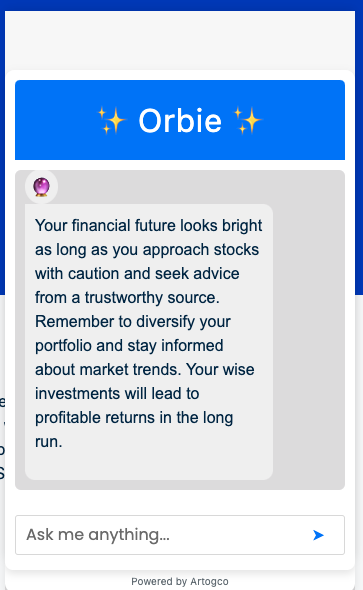 ✨ Orbie ✨
Your financial future looks bright
as long as you approach stocks
with caution and seek advice
from a trustworthy source.
Remember to diversify your
portfolio and stay informed
about market trends. Your wise
investments will lead to
profitable returns in the long
run.
Ask me anything...
Powered by Artogco